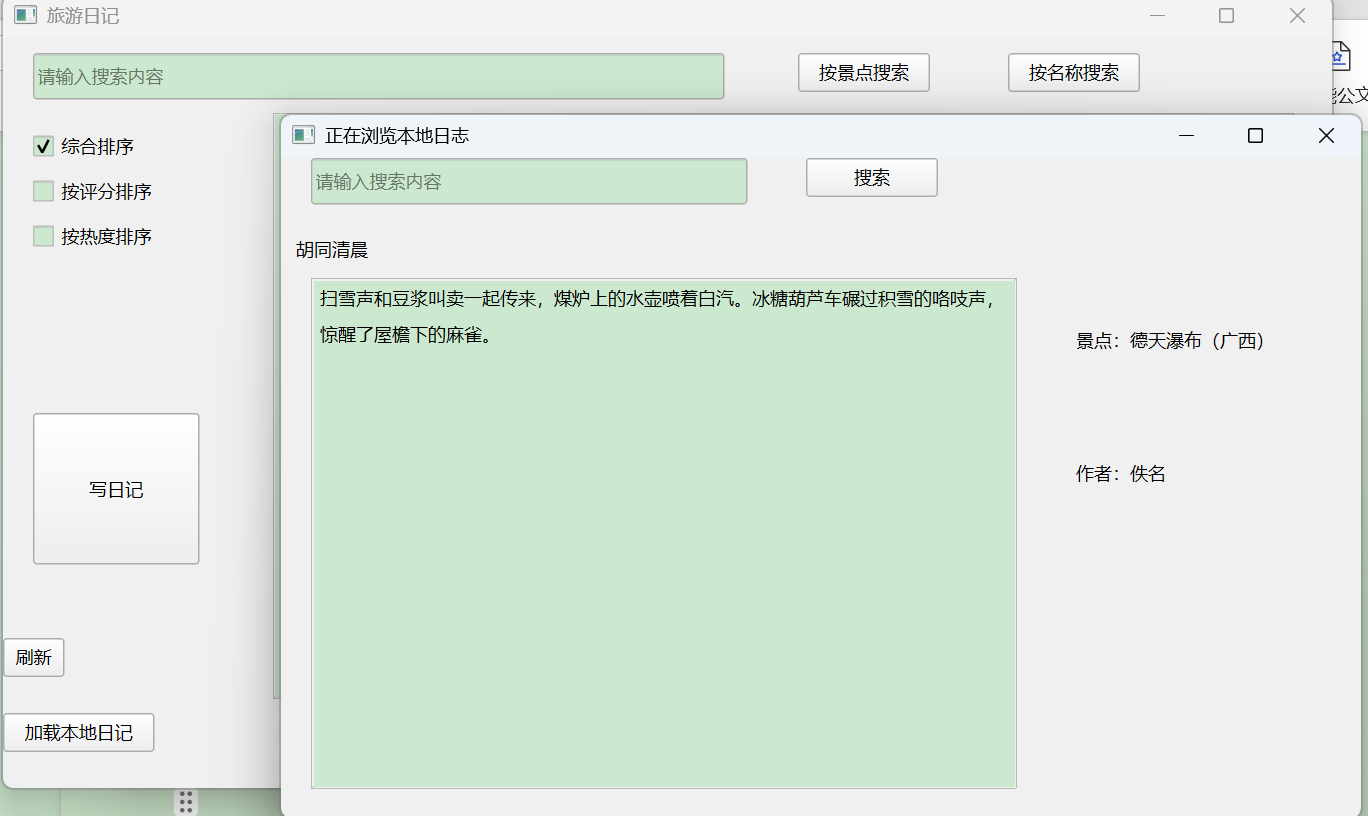 旅游日记
请输入搜索内容
按景点搜索
按名称搜索
公文
综合排序
按评分排序
按热度排序
写日记
刷新
加载本地日记
正在浏览本地日志
请输入搜索内容
搜索
胡同清晨
扫雪声和豆浆叫卖一起传来，煤炉上的水壶喷着白汽。冰糖葫芦车碾过积雪的咯吱声，
惊醒了屋檐下的麻雀。
景点：德天瀑布（广西）
作者：佚名